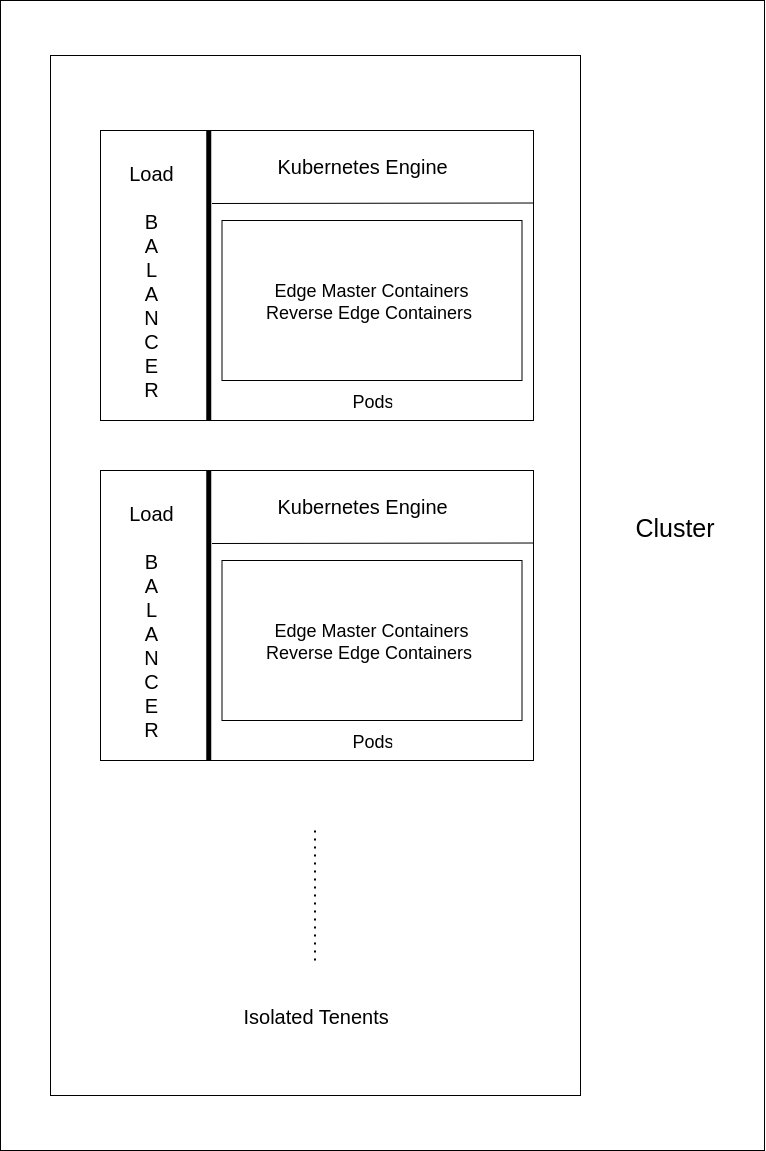 Load
B
A
L
A
N
C
E
R
Kubernetes Engine
Edge Master Containers
Reverse Edge Containers
Pods
Load
B
A
L
A
N
C
E
R
Kubernetes Engine
Edge Master Containers
Reverse Edge Containers
Pods
Cluster
Isolated Tenents